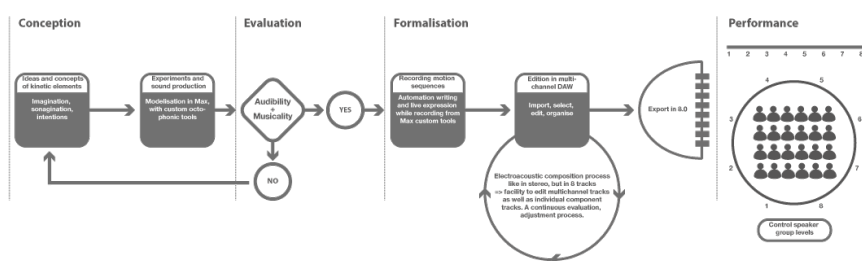 Conception
Evaluation
Formalisation
Performance
Ideas and concepts
of kinetic elements
Imagination,
sonagination,
intentions
Experiments and
sound production
Modelisation in Max,
with custom octo-
phonic tools
Audibility
+
Musicality
YES
NO
Recording motion
sequences
Automation writing
and live expression
while recording from
Max custom tools
Edition in multi-
channel DAW
Import, select,
edit, organise
Electroacoustic composition process
like in stereo, but in 8 tracks
=> facility to edit multichannel tracks
as well as individual component
tracks. A continuous evaluation,
adjustment process.
Export in 8.0
1 2 3 4 5 6 7 8
4 5
3 6
2 7
1 8
Control speaker
group levels